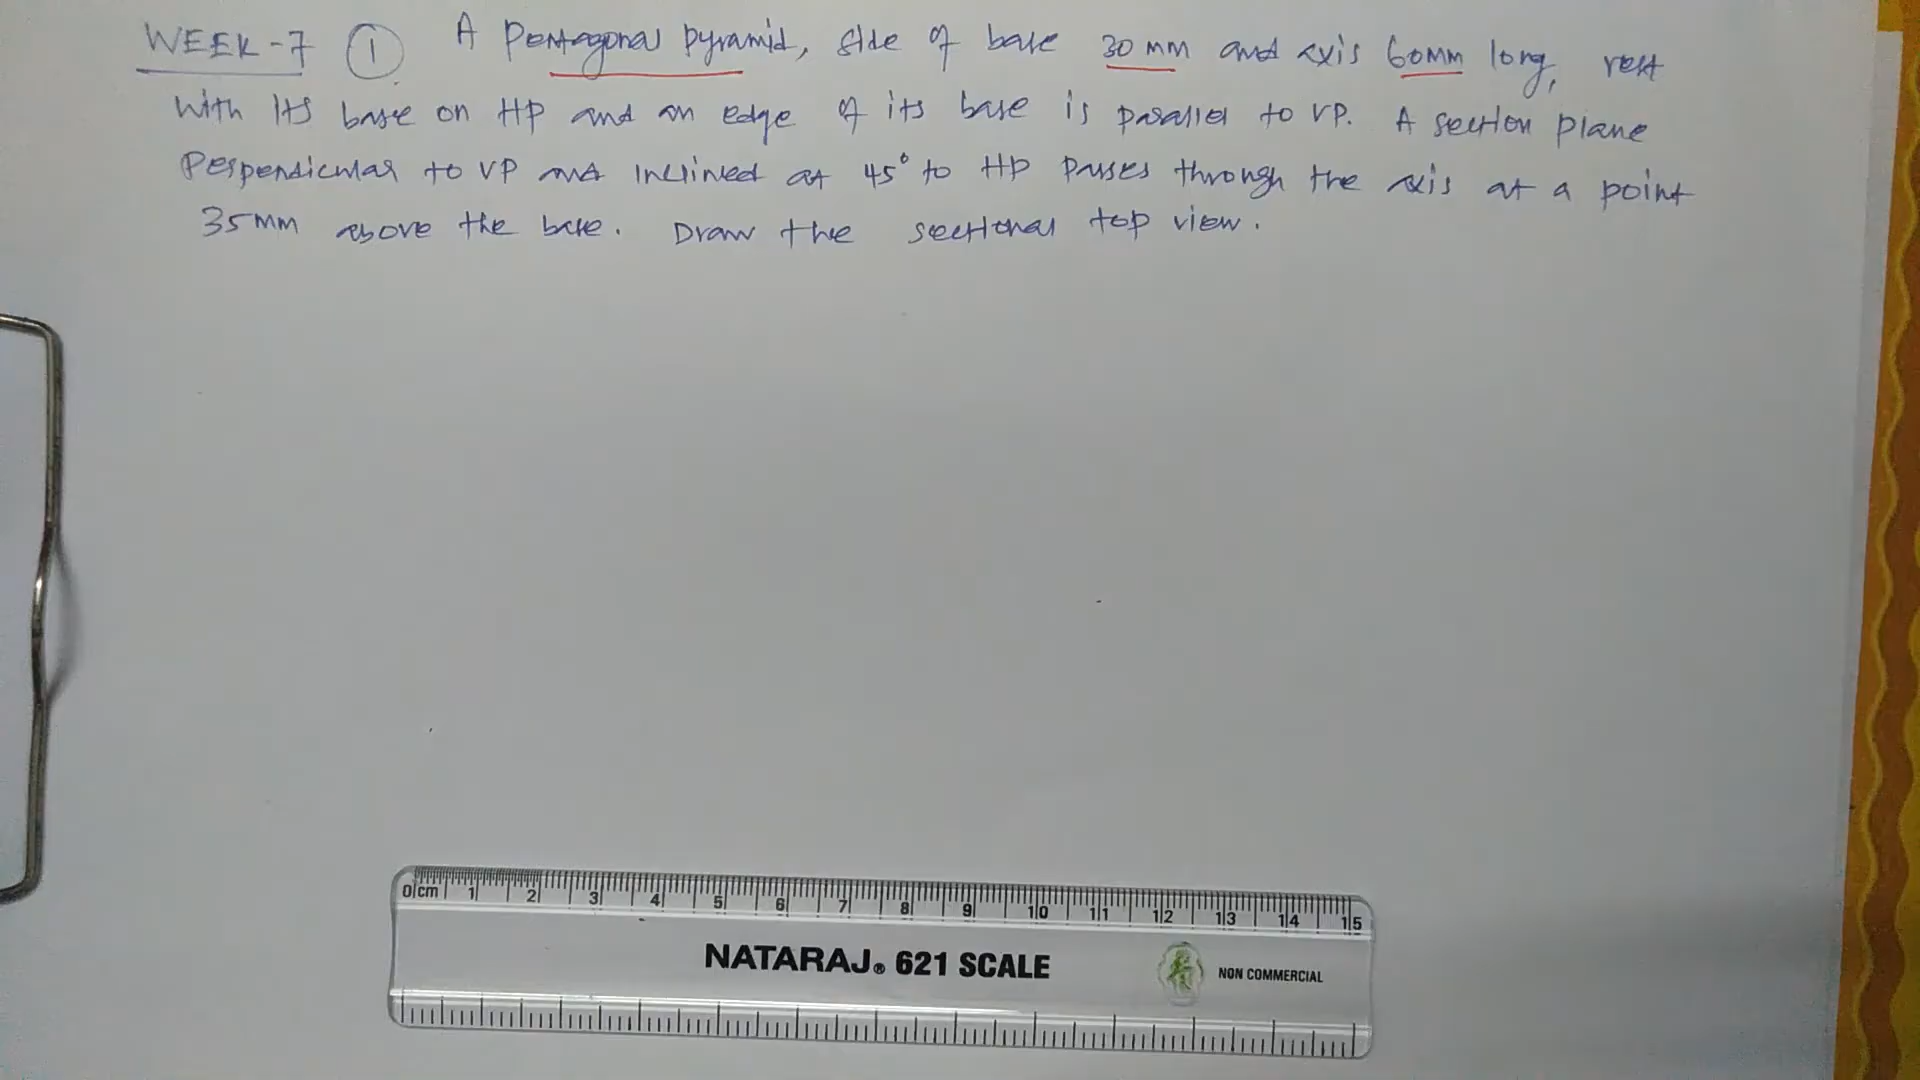 WEEK-7 ① A Pentagonal pyramid, side of base 30 mm and axis 60mm long, rest
with its base on HP and an edge of its base is parallel to VP. A section plane
Perpendicular to VP and inclined at 45° to HP passes through the axis at a point
35mm above the base. Draw the sectional top view.
0 cm 1 2 3 4 5 6 7 8 9 10 11 12 13 14 15
NATARAJ® 621 SCALE
NON COMMERCIAL